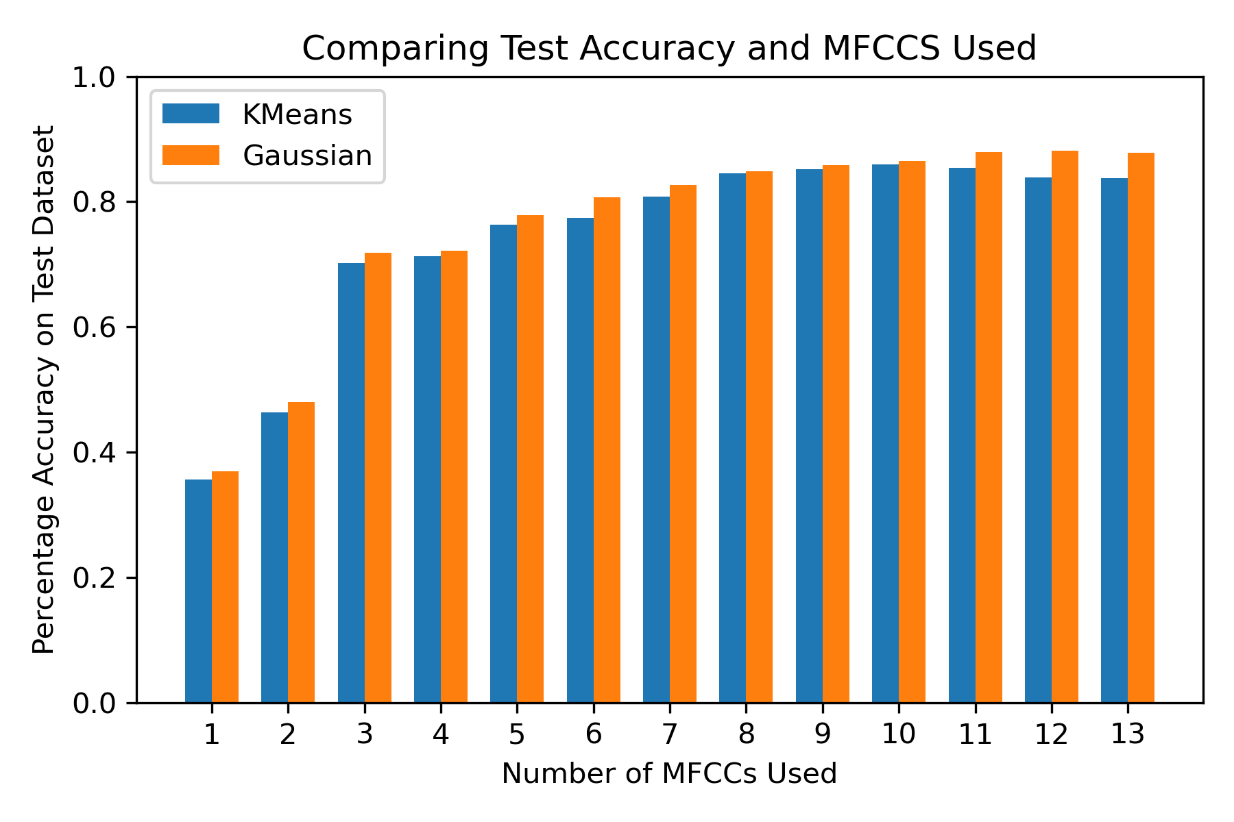 Comparing Test Accuracy and MFCCS Used
KMeans
Gaussian
Percentage Accuracy on Test Dataset
1.0
0.8
0.6
0.4
0.2
0.0
1 2 3 4 5 6 7 8 9 10 11 12 13
Number of MFCCs Used